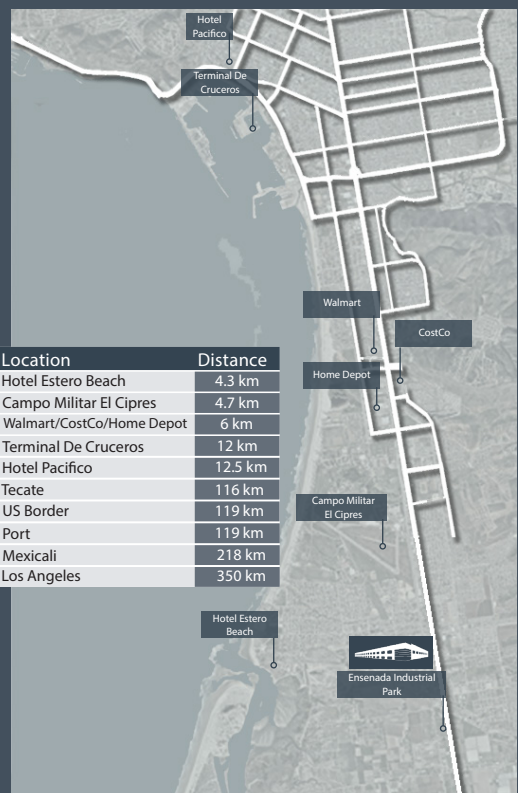 Hotel
Pacifico
Terminal De
Cruceros
Walmart
CostCo
Home Depot
Location Distance
Hotel Estero Beach 4.3 km
Campo Militar El Cipres 4.7 km
Walmart/CostCo/Home Depot 6 km
Terminal De Cruceros 12 km
Hotel Pacifico 12.5 km
Tecate 116 km
US Border 119 km
Port 119 km
Mexicali 218 km
Los Angeles 350 km
Campo Militar
El Cipres
Hotel Estero
Beach
Ensenada Industrial
Park